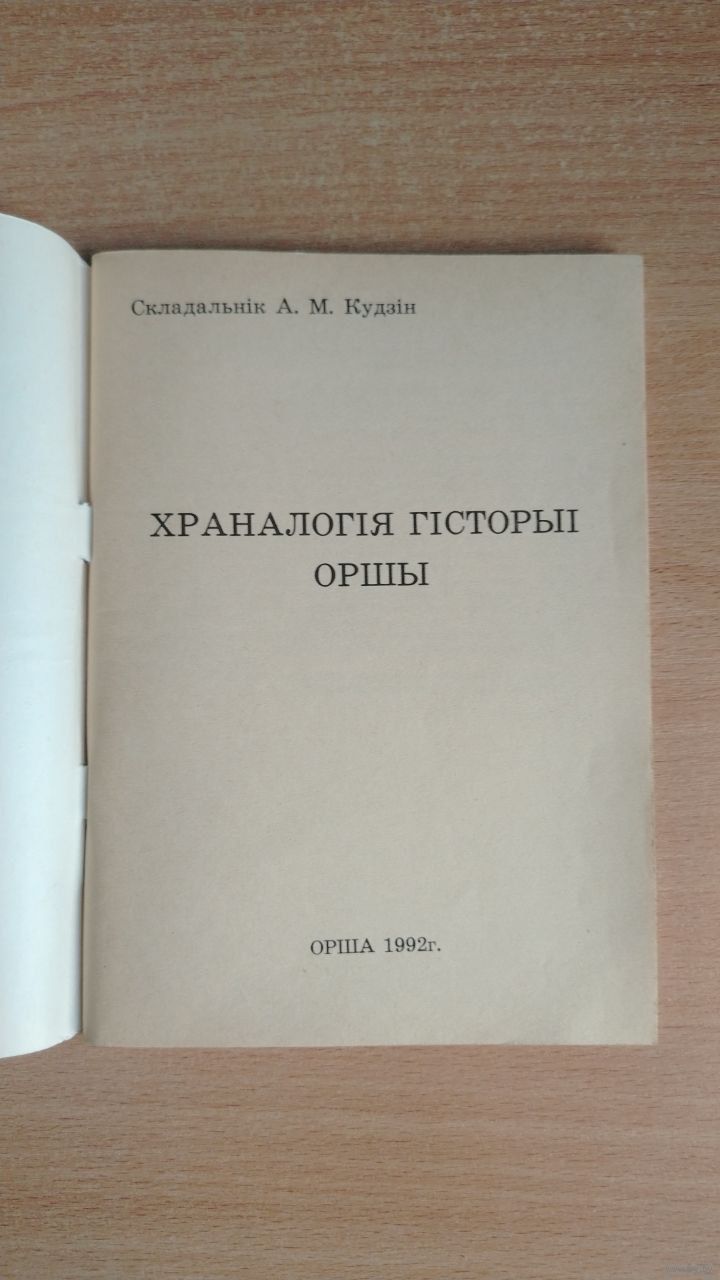 Складальнік А. М. Кудзін
ХРАНАЛОГІЯ ГІСТОРЫІ
ОРШЫ
ОРША 1992г.